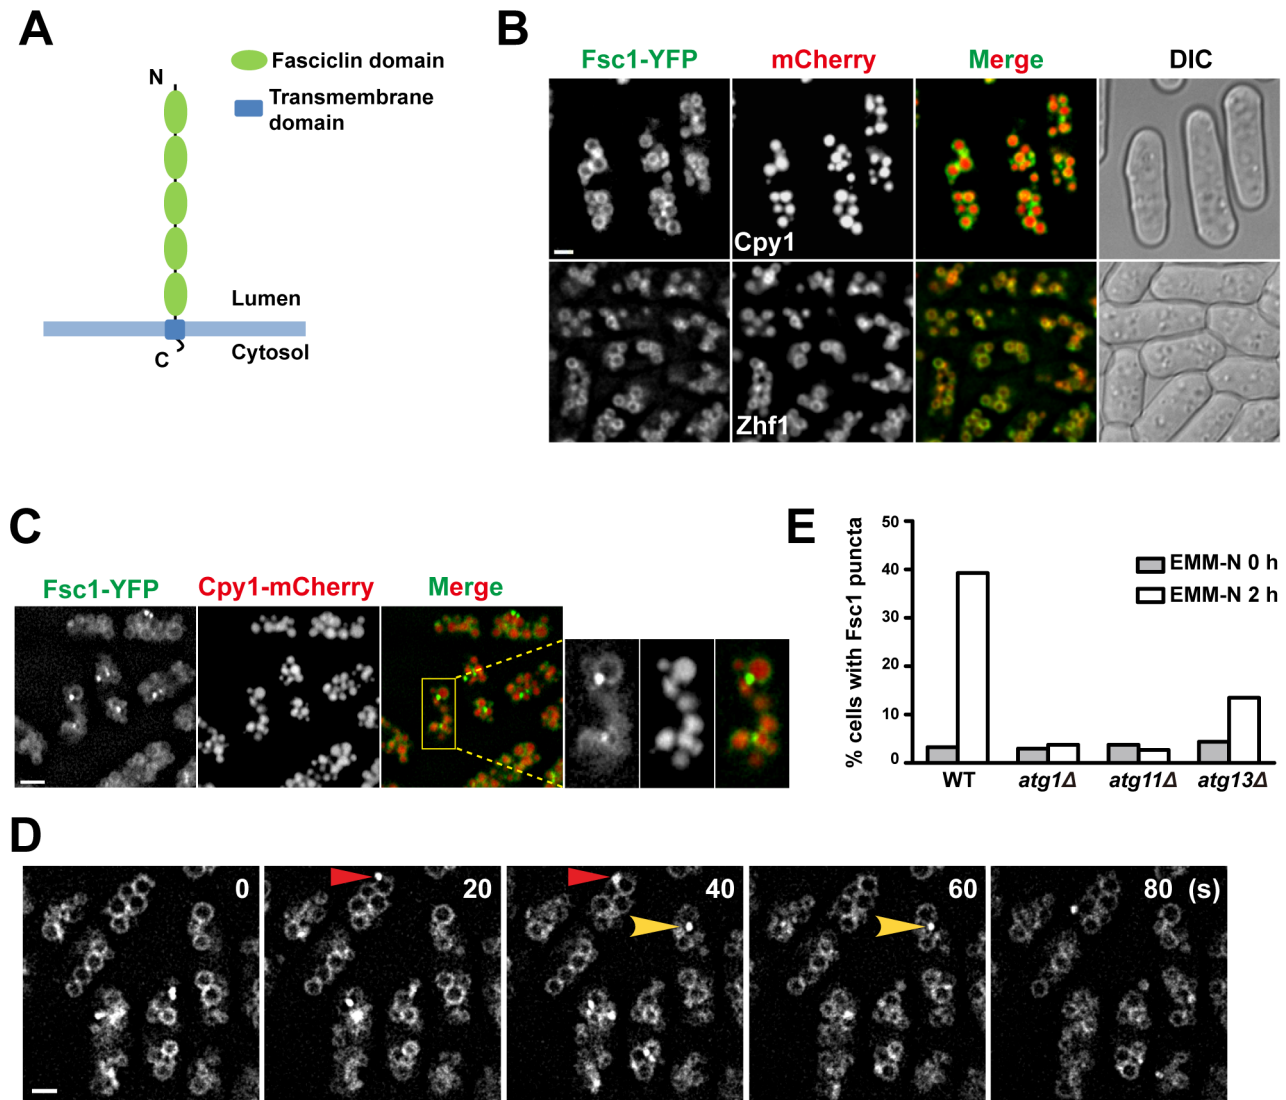 A
N
Fasciclin domain
Transmembrane
domain
Lumen
Cytosol
C
B
Fsc1-YFP mCherry Merge DIC
Cpy1
Zhf1
C
Fsc1-YFP Cpy1-mCherry Merge
E
% cells with Fsc1 puncta
50
40
30
20
10
0
EMM-N 0 h
EMM-N 2 h
WT atg1Δ atg11Δ atg13Δ
D
0 20 40 60 80 (s)